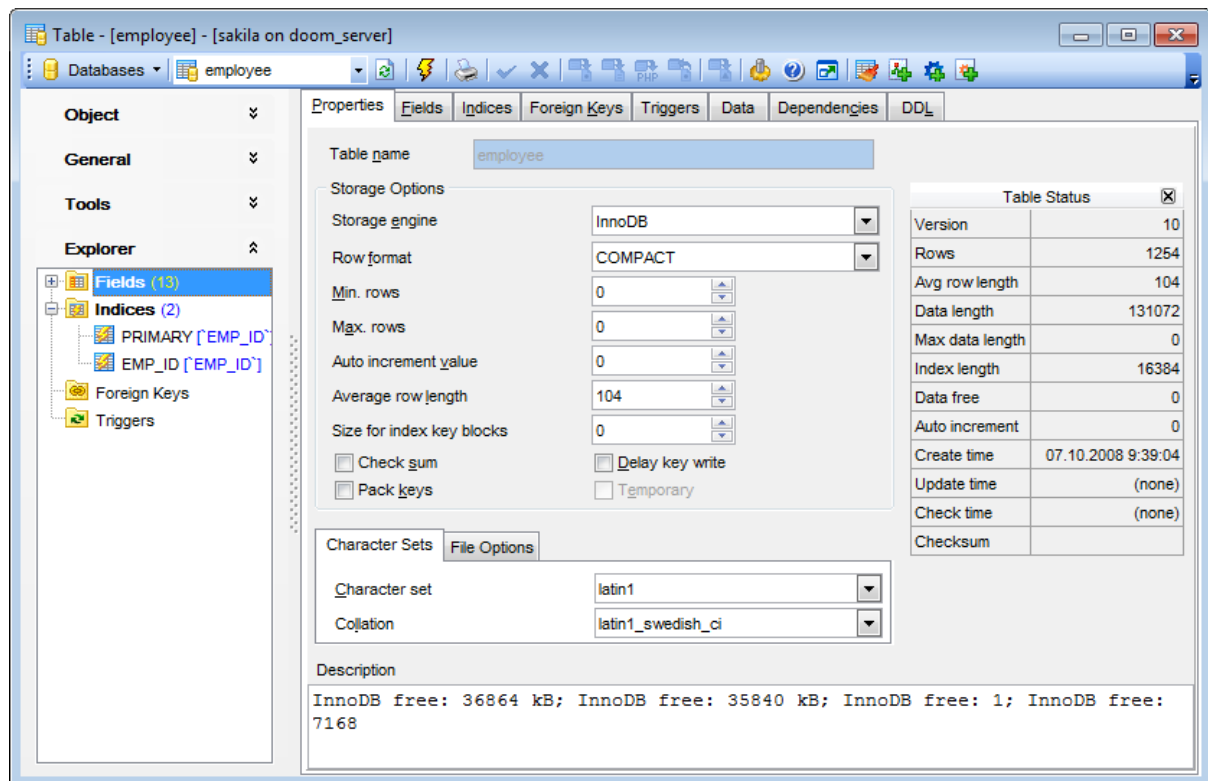 Table - [employee] - [sakila on doom_server]
Databases employee PHP
Object
General
Tools
Explorer
Fields (13)
Indices (2)
PRIMARY [`EMP_ID`]
EMP_ID [`EMP_ID`]
Foreign Keys
Triggers
Properties Fields Indices Foreign Keys Triggers Data Dependencies DDL
Table name employee
Storage Options
Storage engine InnoDB
Row format COMPACT
Min. rows 0
Max. rows 0
Auto increment value 0
Average row length 104
Size for index key blocks 0
Check sum Delay key write
Pack keys Temporary
Character Sets File Options
Character set latin1
Collation latin1_swedish_ci
Description
InnoDB free: 36864 kB; InnoDB free: 35840 kB; InnoDB free: 1; InnoDB free:
7168
Table Status
Version 10
Rows 1254
Avg row length 104
Data length 131072
Max data length 0
Index length 16384
Data free 0
Auto increment 0
Create time 07.10.2008 9:39:04
Update time (none)
Check time (none)
Checksum